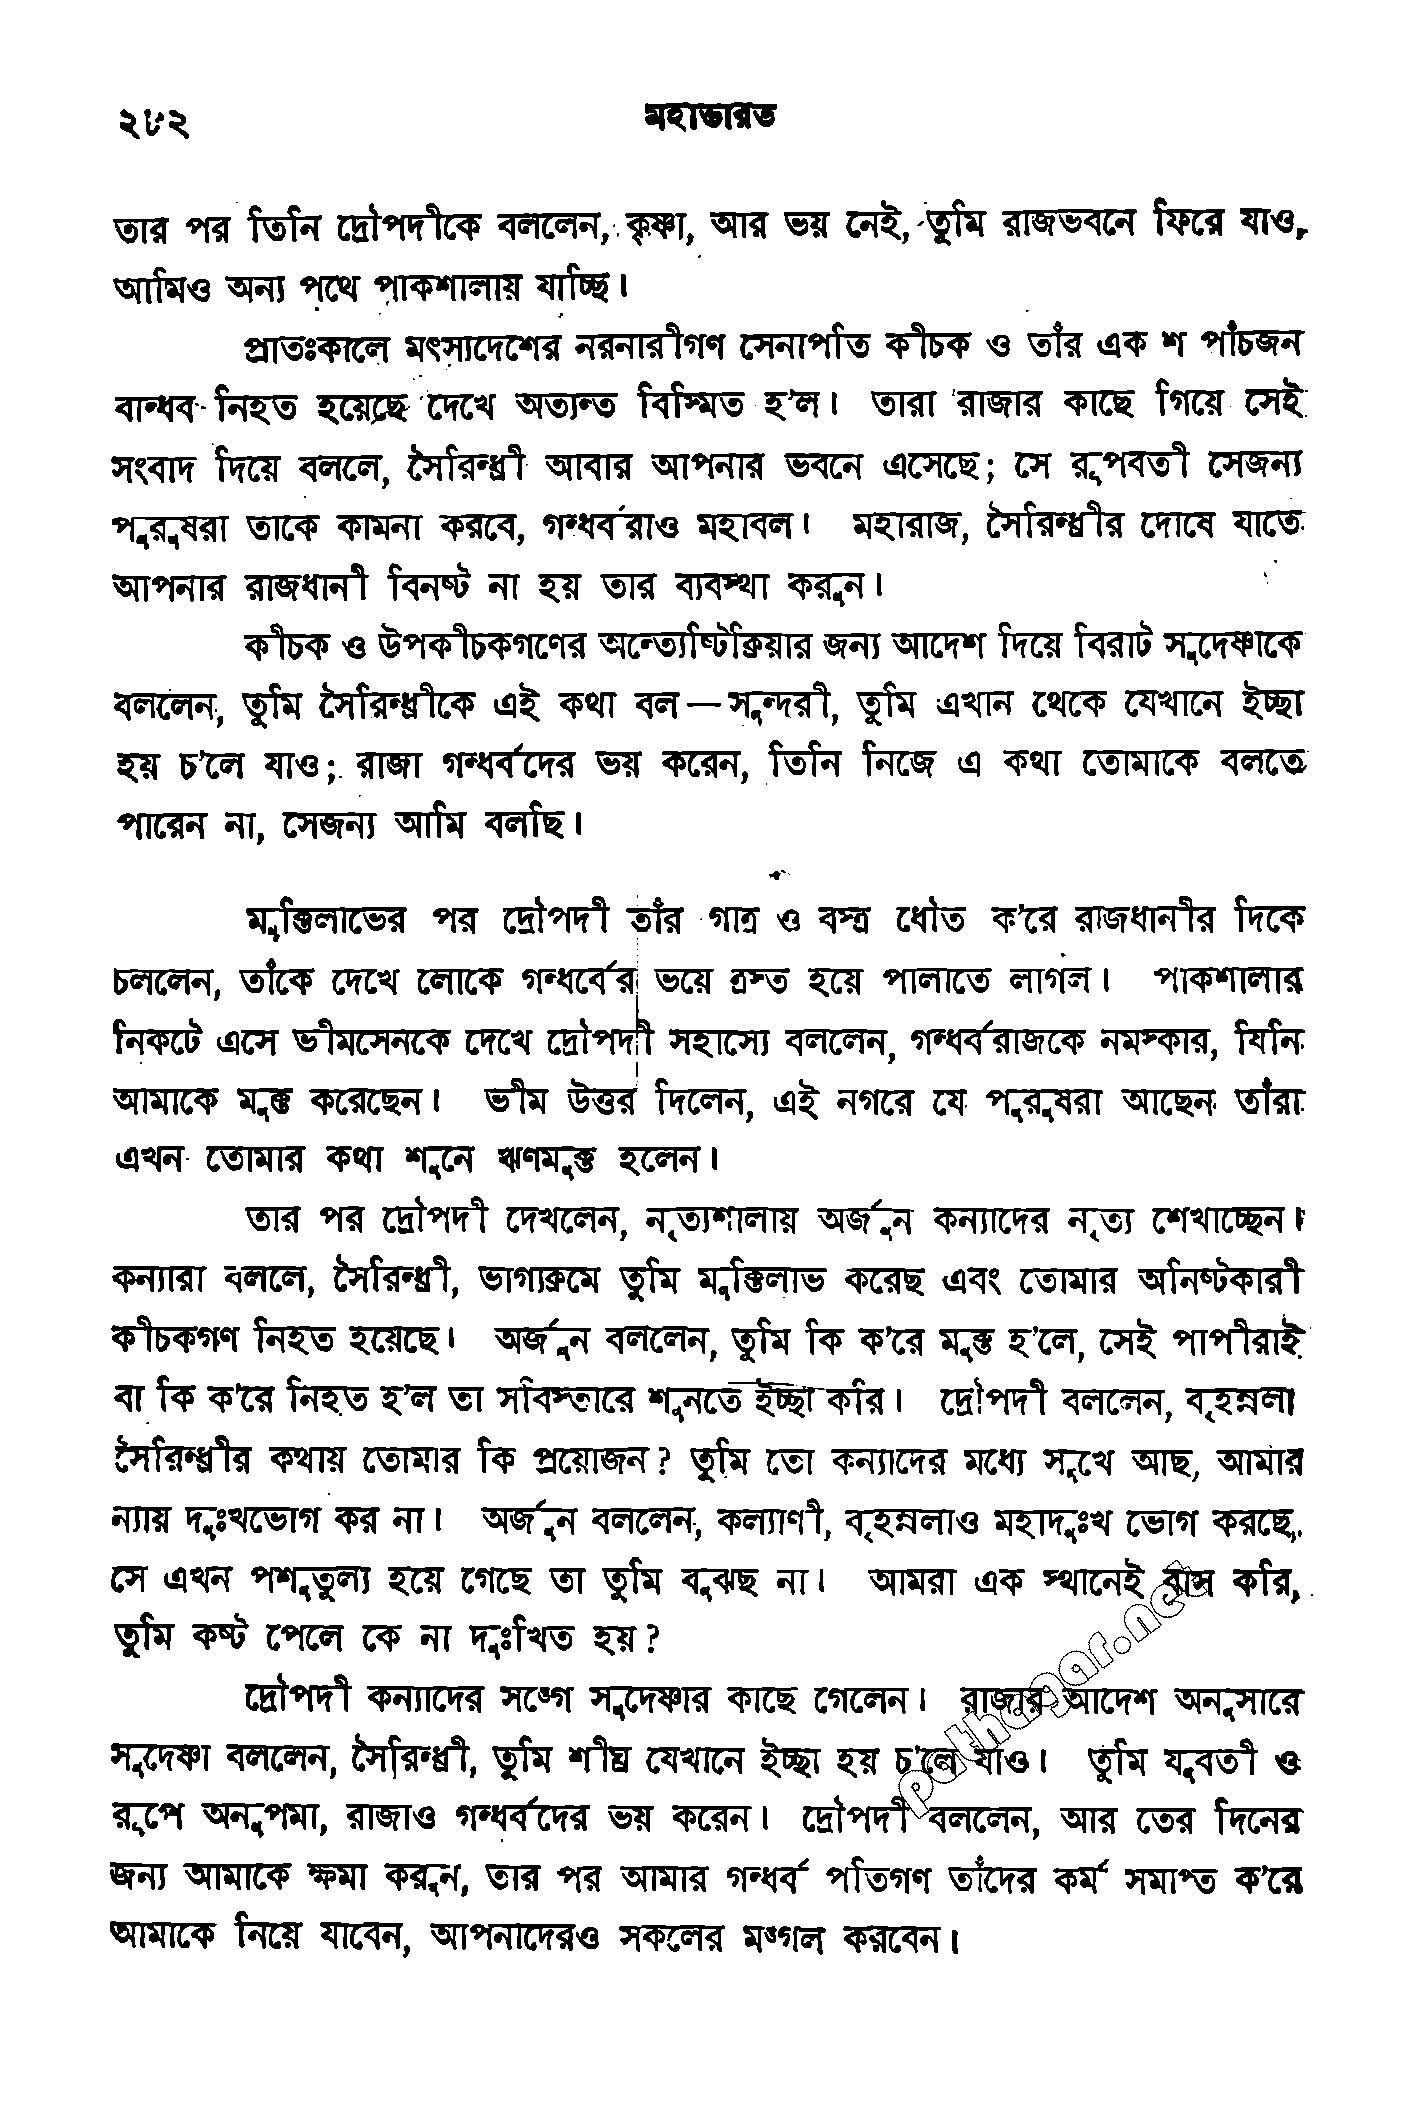 ২৮২
মহাভারত
তার পর তিনি দ্রৌপদীকে বললেন, কৃষ্ণা, আর ভয় নেই, তুমি রাজভবনে ফিরে যাও,
আমিও অন্য পথে পাকশালায় যাচ্ছি।
প্রাতঃকালে মৎস্যদেশের নরনারীগণ সেনাপতি কীচক ও তাঁর এক শ পাঁচজন
বান্ধব নিহত হয়েছে দেখে অত্যন্ত বিস্মিত হ’ল। তারা রাজার কাছে গিয়ে সেই
সংবাদ দিয়ে বললে, সৈরিন্ধ্রী আবার আপনার ভবনে এসেছে; সে রূপবতী সেজন্য
পুরুষরা তাকে কামনা করবে, গন্ধর্বরাও মহাবল। মহারাজ, সৈরিন্ধ্রীর দোষে যাতে
আপনার রাজধানী বিনষ্ট না হয় তার ব্যবস্থা করুন।
কীচক ও উপকীচকগণের অন্ত্যেষ্টিক্রিয়ার জন্য আদেশ দিয়ে বিরাট সুদেষ্ণাকে
বললেন, তুমি সৈরিন্ধ্রীকে এই কথা বল — সুন্দরী, তুমি এখান থেকে যেখানে ইচ্ছা
হয় চ’লে যাও; রাজা গন্ধর্বদের ভয় করেন, তিনি নিজে এ কথা তোমাকে বলতে
পারেন না, সেজন্য আমি বলছি।
মুক্তিলাভের পর দ্রৌপদী তাঁর গাত্র ও বস্ত্র ধৌত ক’রে রাজধানীর দিকে
চললেন, তাঁকে দেখে লোকে গন্ধর্বের ভয়ে ত্রস্ত হয়ে পালাতে লাগল। পাকশালার
নিকটে এসে ভীমসেনকে দেখে দ্রৌপদী সহাস্যে বললেন, গন্ধর্বরাজকে নমস্কার, যিনি
আমাকে মুক্ত করেছেন। ভীম উত্তর দিলেন, এই নগরে যে পুরুষরা আছেন তাঁরা
এখন তোমার কথা শুনে ঋণমুক্ত হলেন।
তার পর দ্রৌপদী দেখলেন, নৃত্যশালায় অর্জুন কন্যাদের নৃত্য শেখাচ্ছেন।
কন্যারা বললে, সৈরিন্ধ্রী, ভাগ্যক্রমে তুমি মুক্তিলাভ করেছ এবং তোমার অনিষ্টকারী
কীচকগণ নিহত হয়েছে। অর্জুন বললেন, তুমি কি ক’রে মুক্ত হ’লে, সেই পাপীরাই
বা কি ক’রে নিহত হ’ল তা সবিস্তারে শুনতে ইচ্ছা করি। দ্রৌপদী বললেন, বৃহন্নলা
সৈরিন্ধ্রীর কথায় তোমার কি প্রয়োজন? তুমি তো কন্যাদের মধ্যে সুখে আছ, আমার
ন্যায় দুঃখভোগ কর না। অর্জুন বললেন, কল্যাণী, বৃহন্নলাও মহাদুঃখ ভোগ করছে,
সে এখন পশুতুল্য হয়ে গেছে তা তুমি বুঝছ না। আমরা এক স্থানেই বাস করি,
তুমি কষ্ট পেলে কে না দুঃখিত হয়?
দ্রৌপদী কন্যাদের সঙ্গে সুদেষ্ণার কাছে গেলেন। রাজার আদেশ অনুসারে
সুদেষ্ণা বললেন, সৈরিন্ধ্রী, তুমি শীঘ্র যেখানে ইচ্ছা হয় চ’লে যাও। তুমি যুবতী ও
রূপে অনুপমা, রাজাও গন্ধর্বদের ভয় করেন। দ্রৌপদী বললেন, আর তের দিনের
জন্য আমাকে ক্ষমা করুন, তার পর আমার গন্ধর্ব পতিগণ তাঁদের কর্ম সমাপ্ত ক’রে
আমাকে নিয়ে যাবেন, আপনাদেরও সকলের মঙ্গল করবেন।
pathagar.net